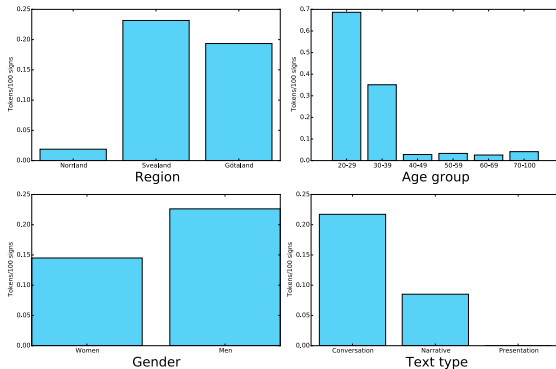 0.25
0.20
0.15
0.10
0.05
0.00
Tokens/100 signs
Norrland Svealand Götaland
Region
0.7
0.6
0.5
0.4
0.3
0.2
0.1
0.0
Tokens/100 signs
20-29 30-39 40-49 50-59 60-69 70-100
Age group
0.25
0.20
0.15
0.10
0.05
0.00
Tokens/100 signs
Women Men
Gender
0.25
0.20
0.15
0.10
0.05
0.00
Tokens/100 signs
Conversation Narrative Presentation
Text type